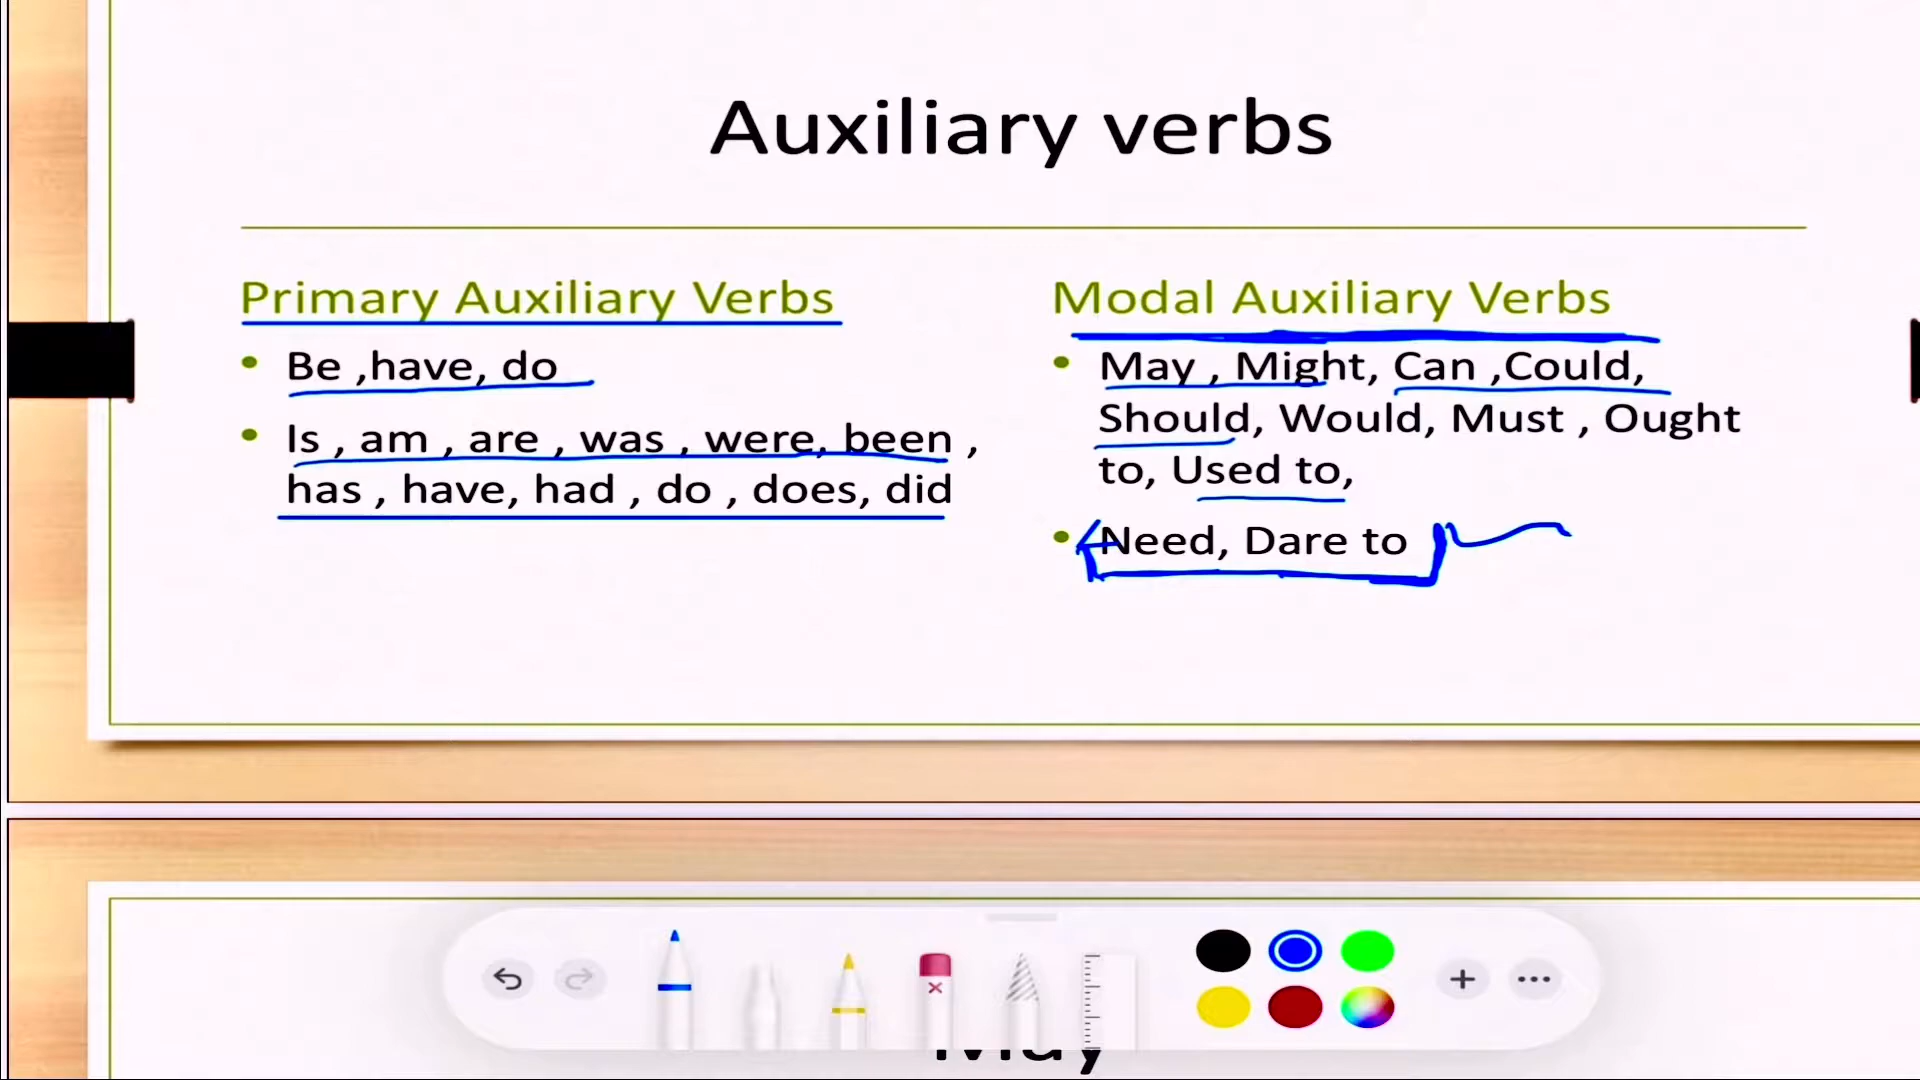 Auxiliary verbs
Primary Auxiliary Verbs
Be ,have, do
Is , am , are , was , were, been ,
has , have, had , do , does, did
Modal Auxiliary Verbs
May , Might, Can ,Could,
Should, Would, Must , Ought
to, Used to,
Need, Dare to
May